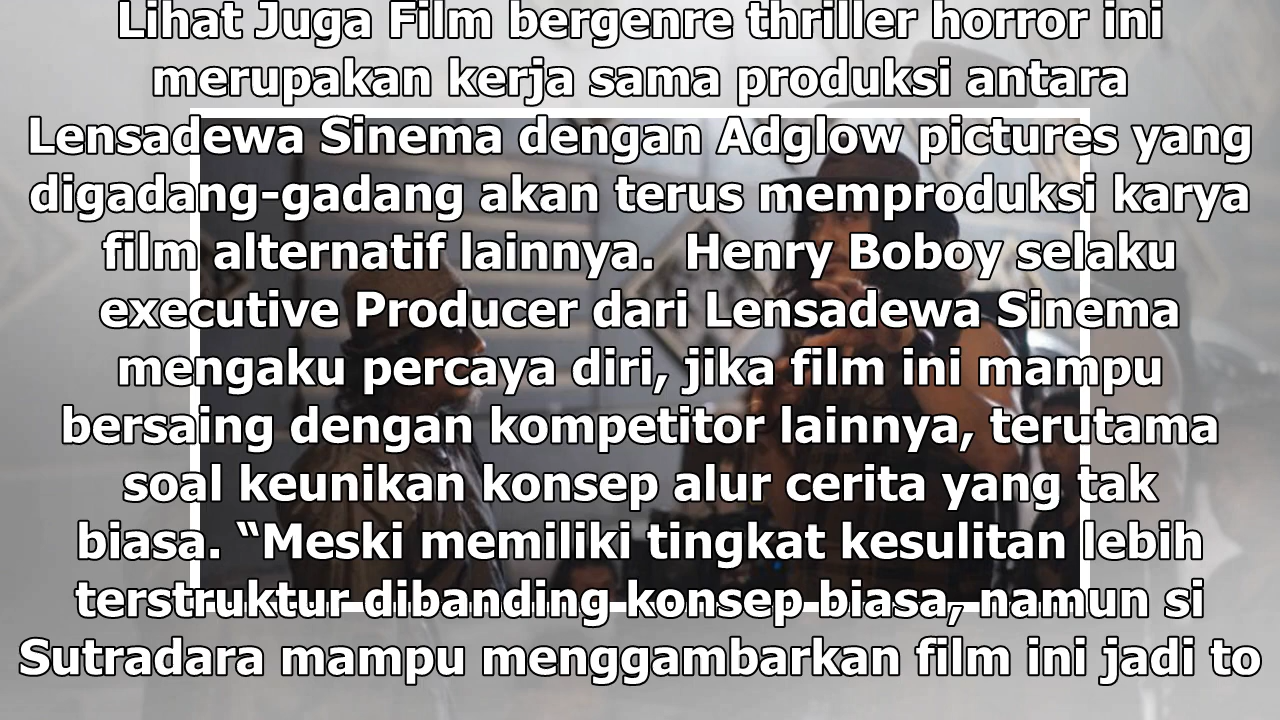 Lihat Juga Film bergenre thriller horror ini
merupakan kerja sama produksi antara
Lensadewa Sinema dengan Adglow pictures yang
digadang-gadang akan terus memproduksi karya
film alternatif lainnya.  Henry Boboy selaku
executive Producer dari Lensadewa Sinema
mengaku percaya diri, jika film ini mampu
bersaing dengan kompetitor lainnya, terutama
soal keunikan konsep alur cerita yang tak
biasa. “Meski memiliki tingkat kesulitan lebih
terstruktur dibanding konsep biasa, namun si
Sutradara mampu menggambarkan film ini jadi to